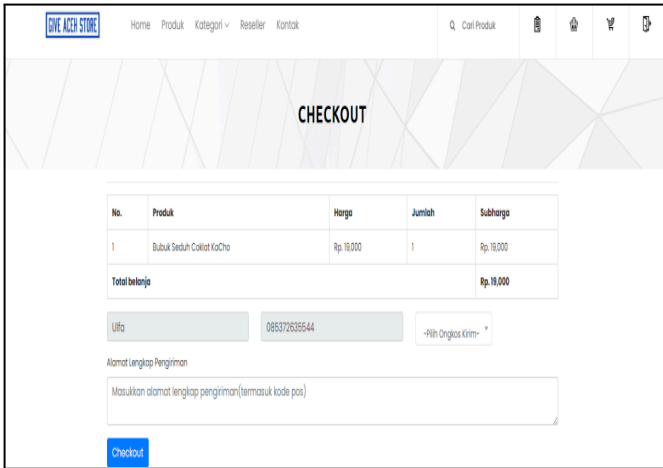 GIVE ACEH STORE Home Produk Kategori Reseller Kontak Cari Produk
CHECKOUT
No. Produk Harga Jumlah Subharga
1 Bubuk Seduh Coklat KaCho Rp. 19,000 1 Rp. 19,000
Total belanja Rp. 19,000
Ulfa 085372635544 -Pilih Ongkos Kirim-
Alamat Lengkap Pengiriman
Masukkan alamat lengkap pengiriman(termasuk kode pos)
Checkout